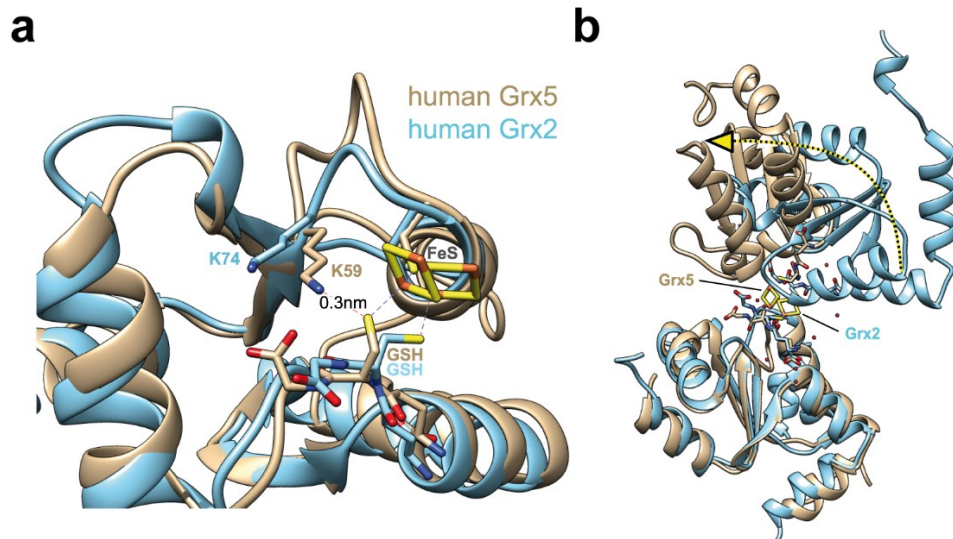 a
human Grx5
human Grx2
K74
K59
FeS
0.3nm
GSH
GSH
b
Grx5
Grx2